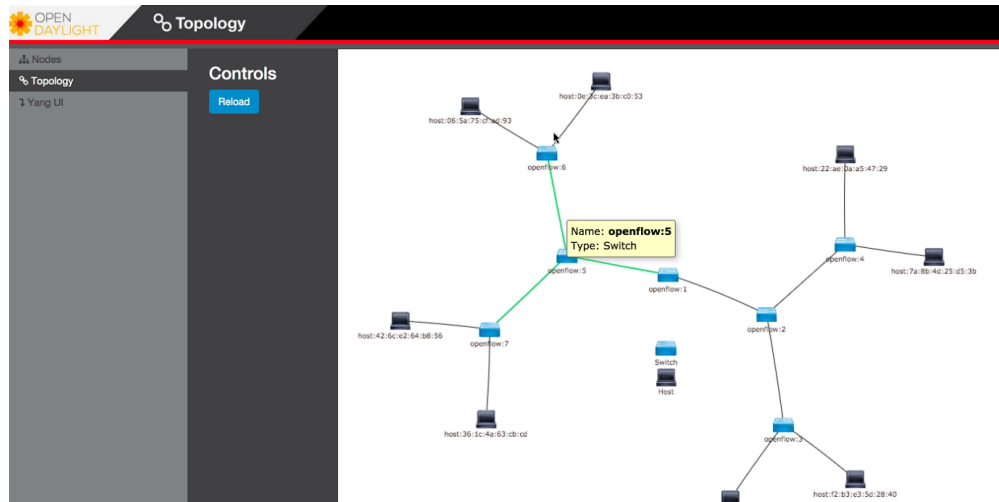 OPEN
DAYLIGHT
Topology
Nodes
Topology
Yang UI
Controls
Reload
host:0e:3c:ea:3b:c0:53
host:06:5a:75:cf:ad:93
openflow:6
host:22:ae:0a:a5:47:29
Name: openflow:5
Type: Switch
openflow:4
openflow:5
host:7a:8b:4d:25:d5:3b
openflow:1
openflow:2
host:42:6c:e2:64:b8:56
openflow:7
Switch
Host
host:36:1c:4a:63:cb:cd
openflow:3
host:f2:b3:e3:5d:28:40